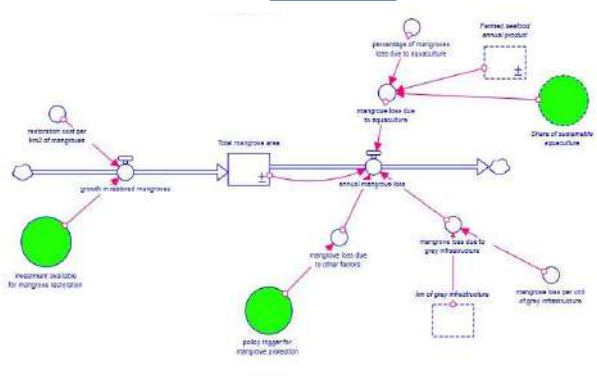 Farmed seafood
annual product
percentage of mangroves
loss due to aquaculture
mangrove loss due
to aquaculture
Share of sustainable
aquaculture
restoration cost per
km2 of mangroves
Total mangrove area
growth in restored mangroves
annual mangrove loss
mangrove loss due
to other factors
mangrove loss due to
grey infrastructure
investment available
for mangrove restoration
km of grey infrastructure
mangrove loss per unit
of grey infrastructure
policy trigger for
mangrove protection